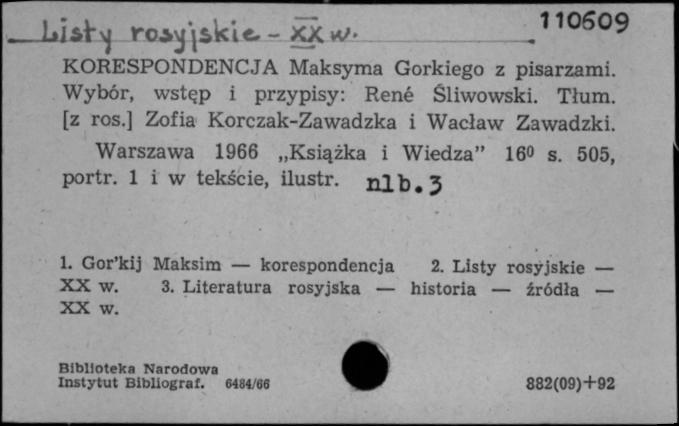 110609
Listy rosyjskie - XX w.
KORESPONDENCJA Maksyma Gorkiego z pisarzami.
Wybór, wstęp i przypisy: René Śliwowski. Tłum.
[z ros.] Zofia Korczak-Zawadzka i Wacław Zawadzki.
Warszawa 1966 „Książka i Wiedza” 16⁰ s. 505,
portr. 1 i w tekście, ilustr. nlb. 3
1. Gor’kij Maksim — korespondencja 2. Listy rosyjskie —
XX w. 3. Literatura rosyjska — historia — źródła —
XX w.
Biblioteka Narodowa
Instytut Bibliograf. 6484/66
882(09)+92